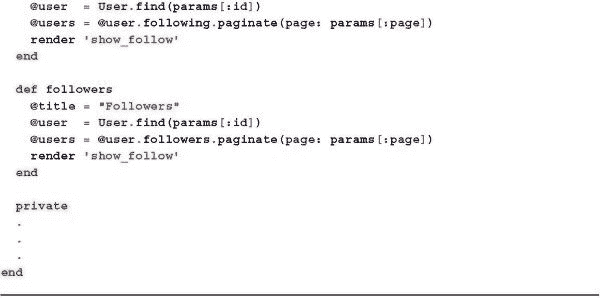 @user  = User.find(params[:id])
    @users = @user.following.paginate(page: params[:page])
    render 'show_follow'
  end

  def followers
    @title = "Followers"
    @user  = User.find(params[:id])
    @users = @user.followers.paginate(page: params[:page])
    render 'show_follow'
  end

  private
  .
  .
  .
end